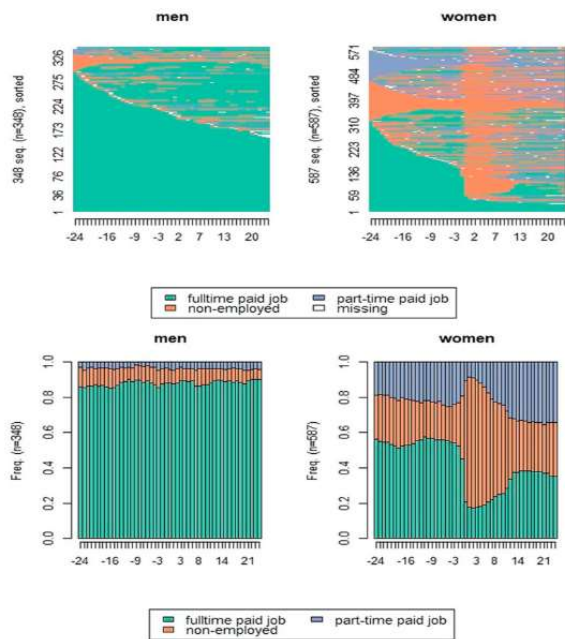 men women
348 seq. (n=348), sorted
1 36 76 122 173 224 275 326
-24 -16 -9 -3 2 7 13 20
587 seq. (n=587), sorted
1 59 136 223 310 397 484 571
-24 -16 -9 -3 2 7 13 20
fulltime paid job part-time paid job
non-employed missing
men women
Freq. (n=348)
0.0 0.2 0.4 0.6 0.8 1.0
-24 -16 -9 -3 3 8 14 21
Freq. (n=587)
0.0 0.2 0.4 0.6 0.8 1.0
-24 -16 -9 -3 3 8 14 21
fulltime paid job part-time paid job
non-employed